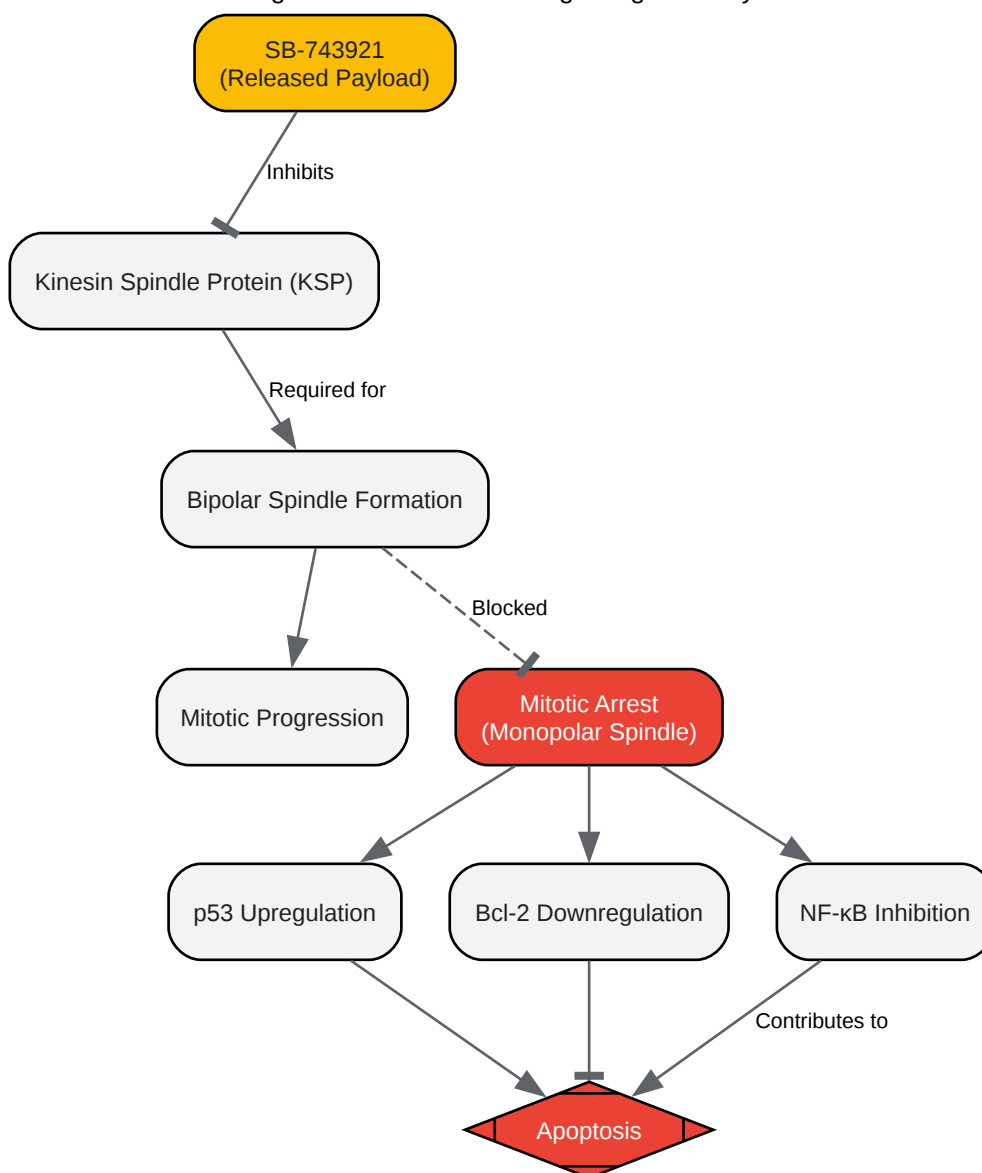 SB-743921
(Released Payload)
Inhibits
Kinesin Spindle Protein (KSP)
Required for
Bipolar Spindle Formation
Blocked
Mitotic Progression
Mitotic Arrest
(Monopolar Spindle)
p53 Upregulation
Bcl-2 Downregulation
NF-κB Inhibition
Contributes to
Apoptosis